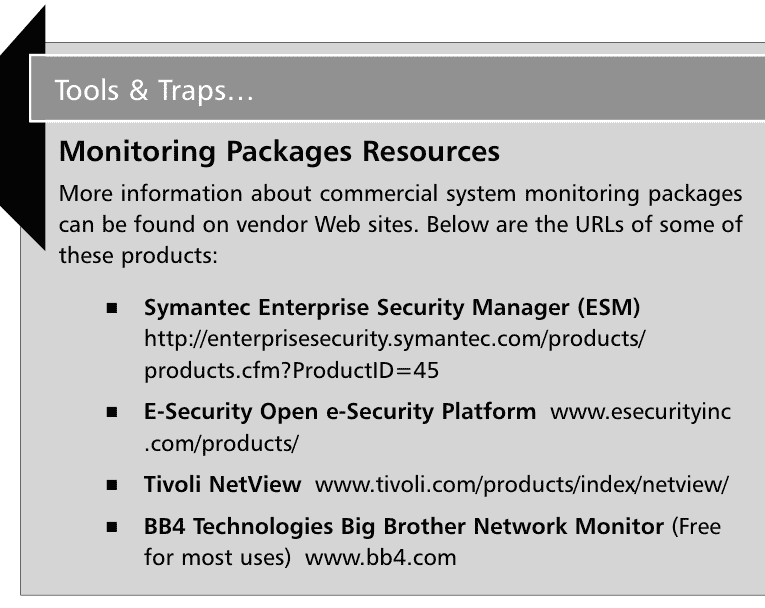 Tools & Traps…
Monitoring Packages Resources
More information about commercial system monitoring packages
can be found on vendor Web sites. Below are the URLs of some of
these products:
■ Symantec Enterprise Security Manager (ESM)
http://enterprisesecurity.symantec.com/products/
products.cfm?ProductID=45
■ E-Security Open e-Security Platform www.esecurityinc
.com/products/
■ Tivoli NetView www.tivoli.com/products/index/netview/
■ BB4 Technologies Big Brother Network Monitor (Free
for most uses) www.bb4.com